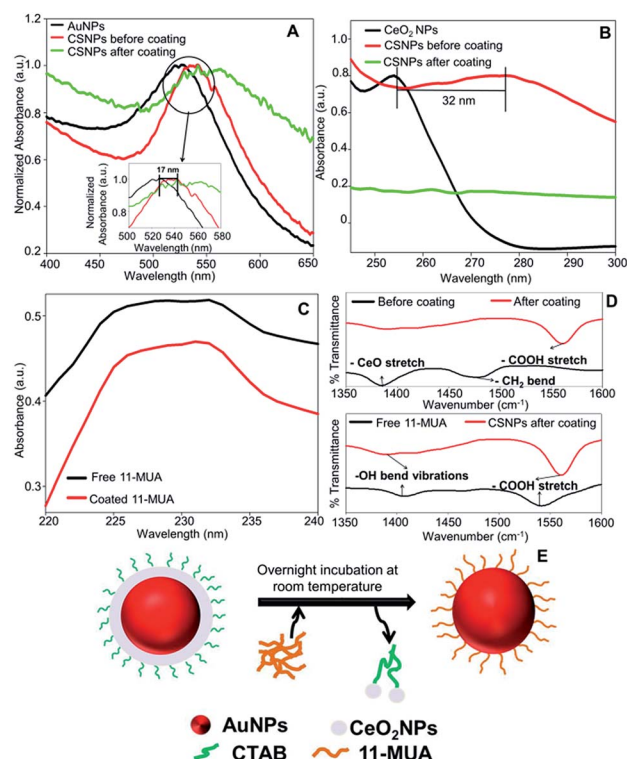 A
AuNPs
CSNPs before coating
CSNPs after coating
Normalized Absorbance (a.u.)
1.2
1.0
0.8
0.6
0.4
0.2
400 450 500 550 600 650
Wavelength (nm)
17 nm
Normalized
Absorbance (a.u.)
1.0
0.8
500 520 540 560 580
Wavelength (nm)
B
CeO2 NPs
CSNPs before coating
CSNPs after coating
Absorbance (a.u.)
1.0
0.8
0.6
0.4
0.2
0
32 nm
250 260 270 280 290 300
Wavelength (nm)
C
Absorbance (a.u.)
0.5
0.4
0.3
Free 11-MUA
Coated 11-MUA
220 225 230 235 240
Wavelength (nm)
D
Before coating After coating
% Transmittance
- CeO stretch
- COOH stretch
- CH2 bend
1350 1400 1450 1500 1550 1600
Wavenumber (cm-1)
Free 11-MUA CSNPs after coating
% Transmittance
-OH bend vibrations
- COOH stretch
1350 1400 1450 1500 1550 1600
Wavenumber (cm-1)
E
Overnight incubation at
room temperature
AuNPs CeO2NPs
CTAB 11-MUA